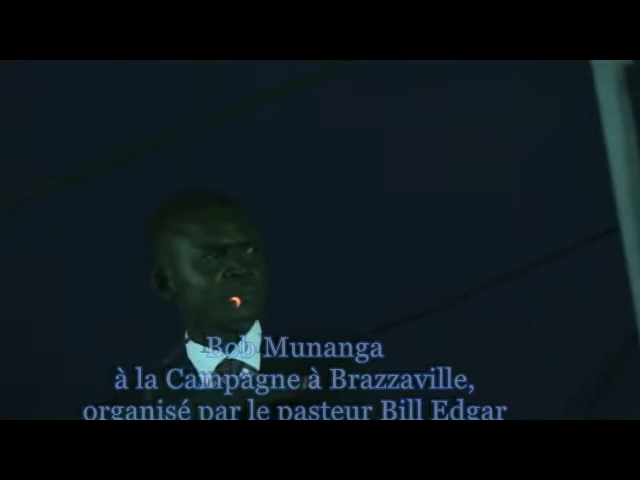 Bob Munanga
à la Campagne à Brazzaville,
organisé par le pasteur Bill Edgar